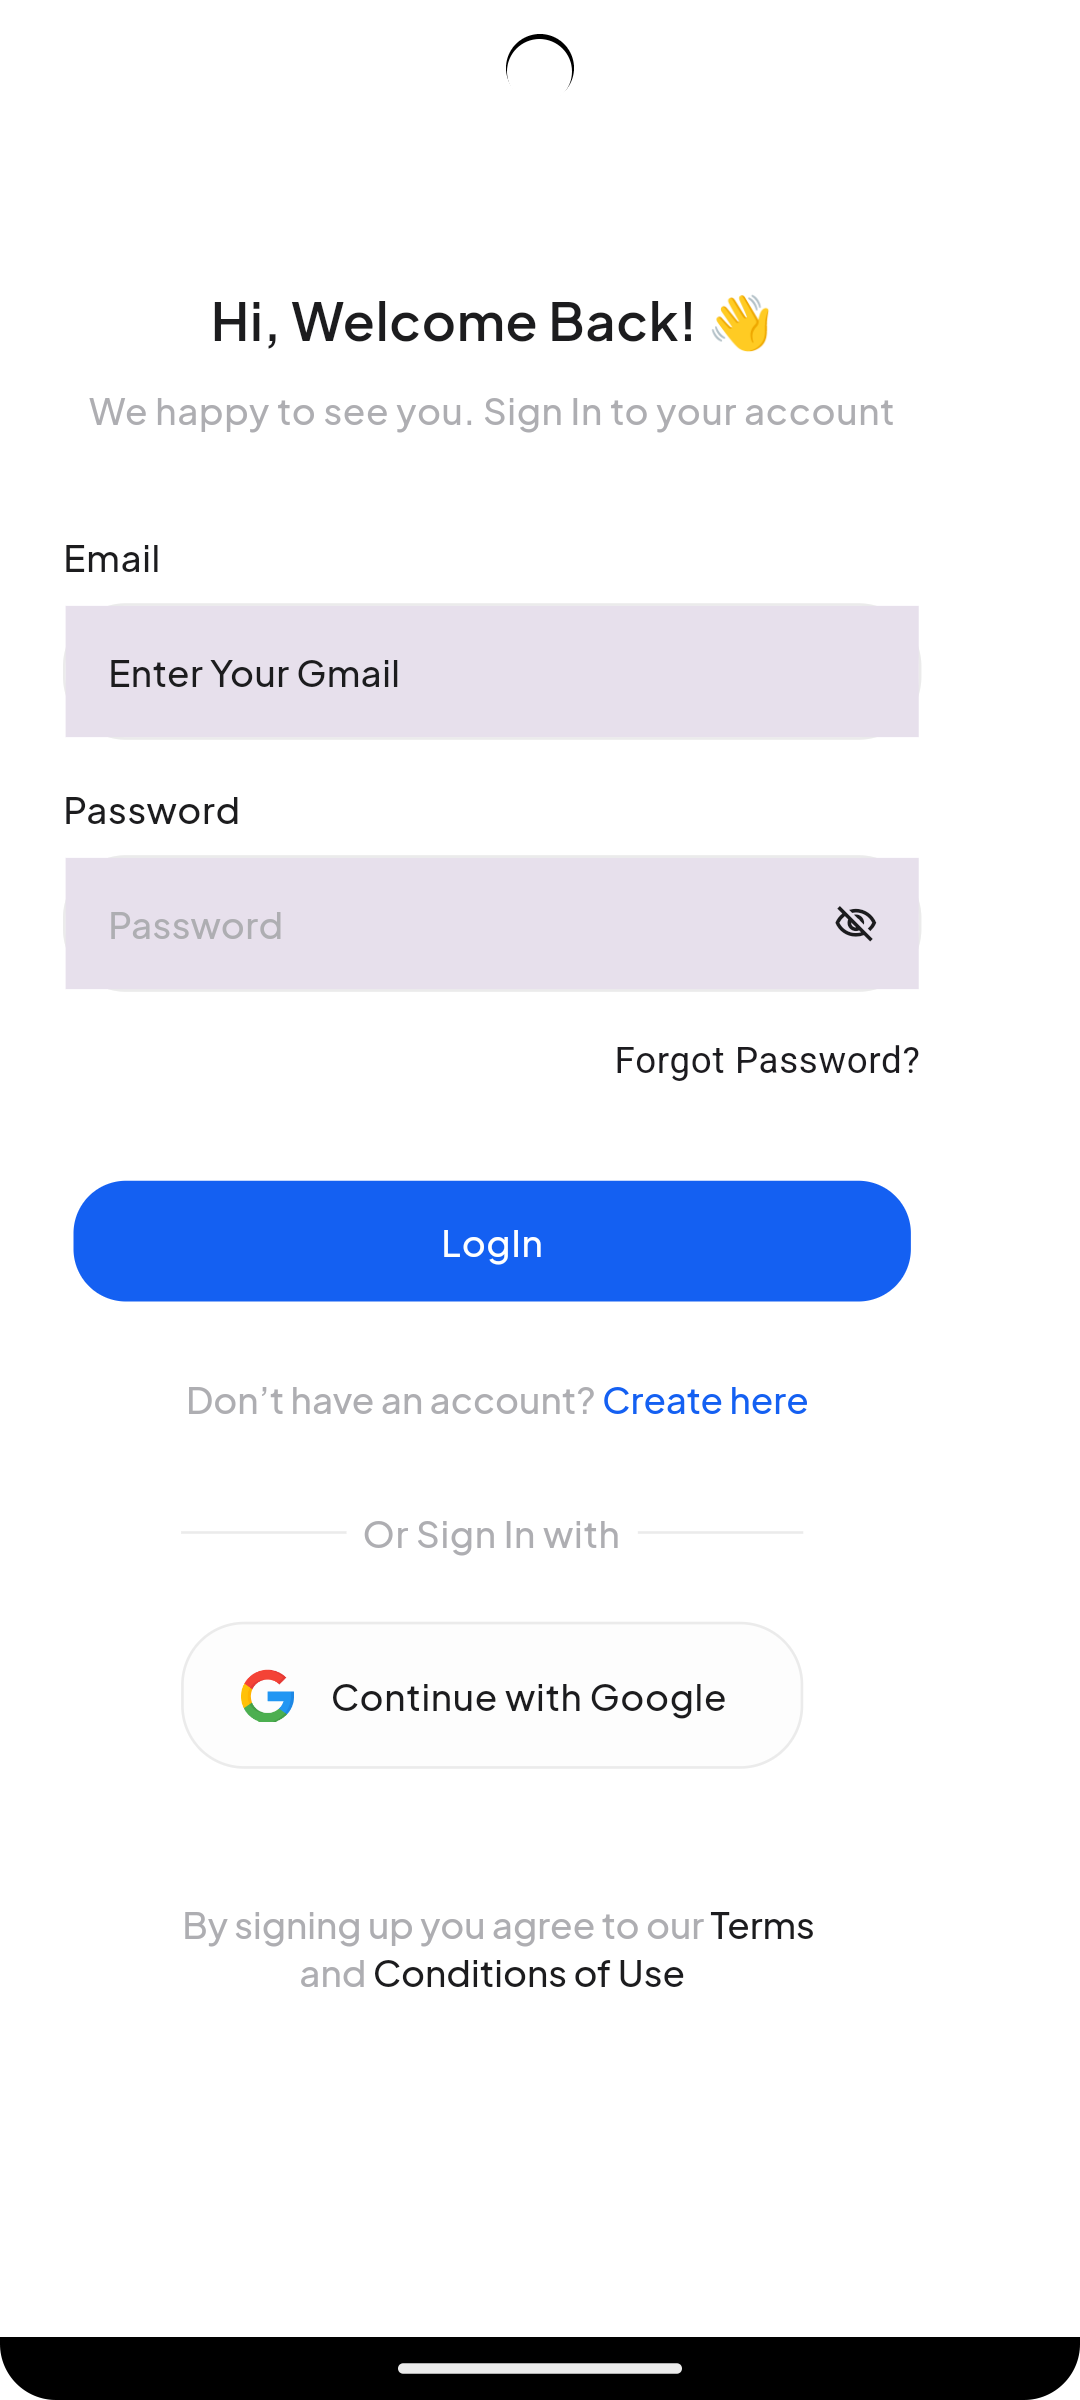 Hi, Welcome Back! 👋
We happy to see you. Sign In to your account
Email
Enter Your Gmail
Password
Password
Forgot Password?
LogIn
Don’t have an account? Create here
Or Sign In with
Continue with Google
By signing up you agree to our Terms
and Conditions of Use